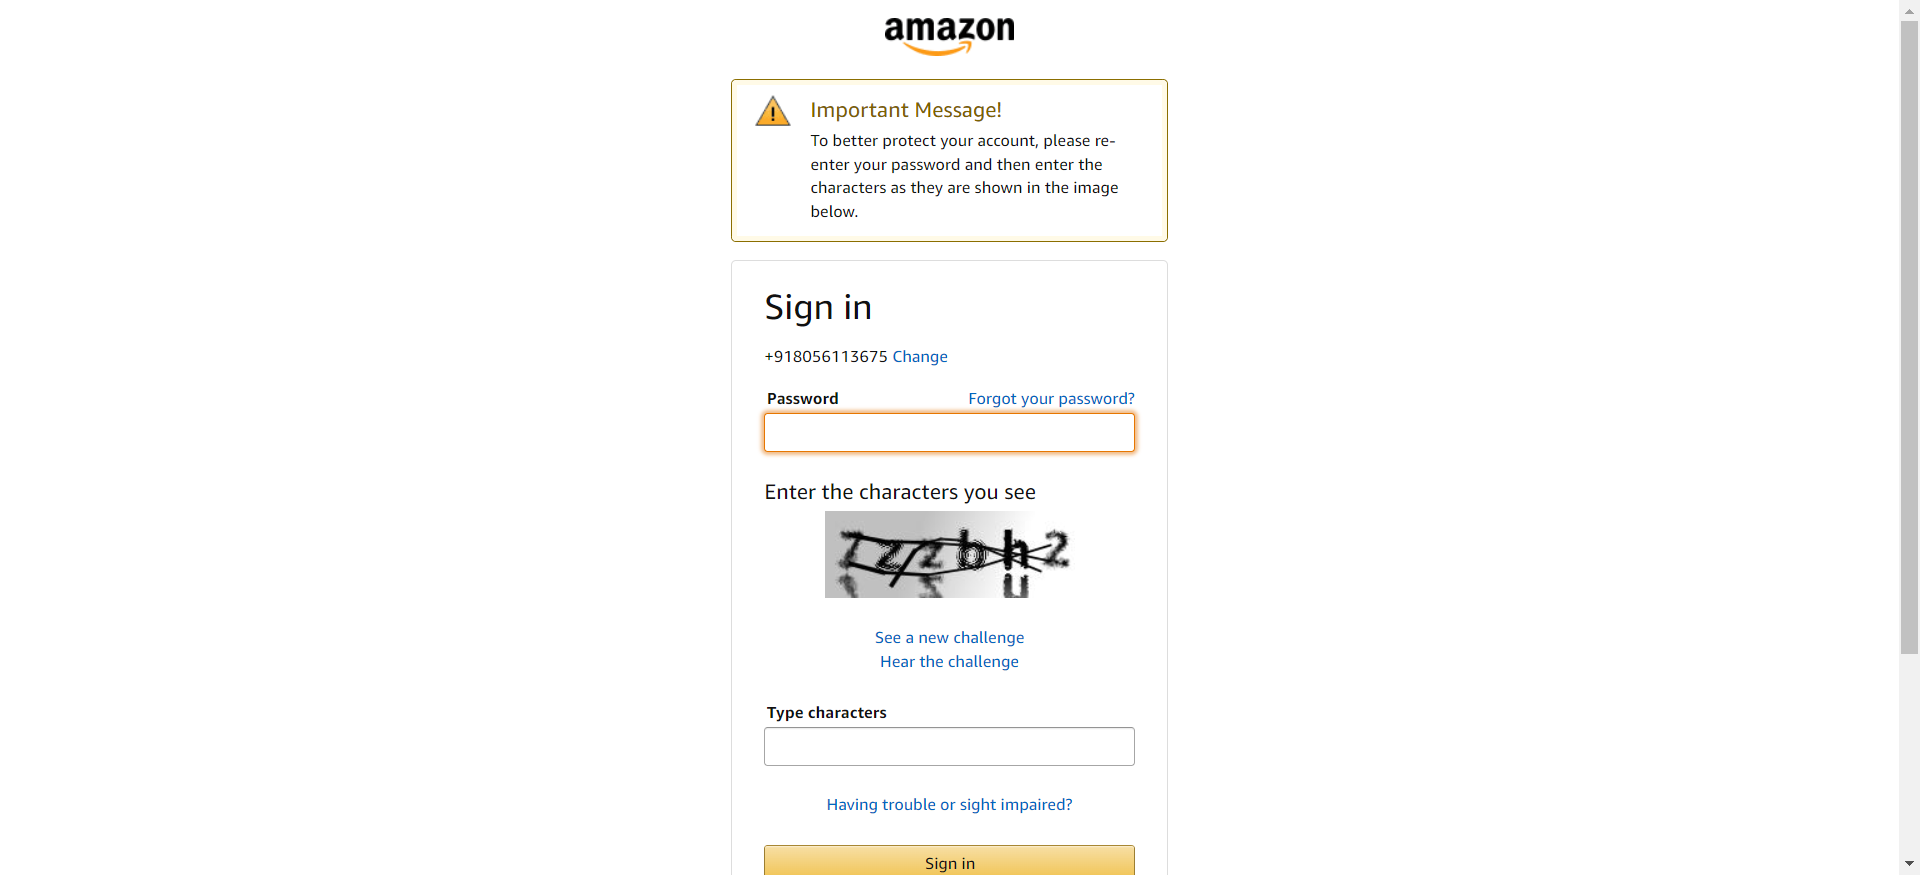 amazon
Important Message!
To better protect your account, please re-
enter your password and then enter the
characters as they are shown in the image
below.
Sign in
+918056113675 Change
Password Forgot your password?
Enter the characters you see
See a new challenge
Hear the challenge
Type characters
Having trouble or sight impaired?
Sign in